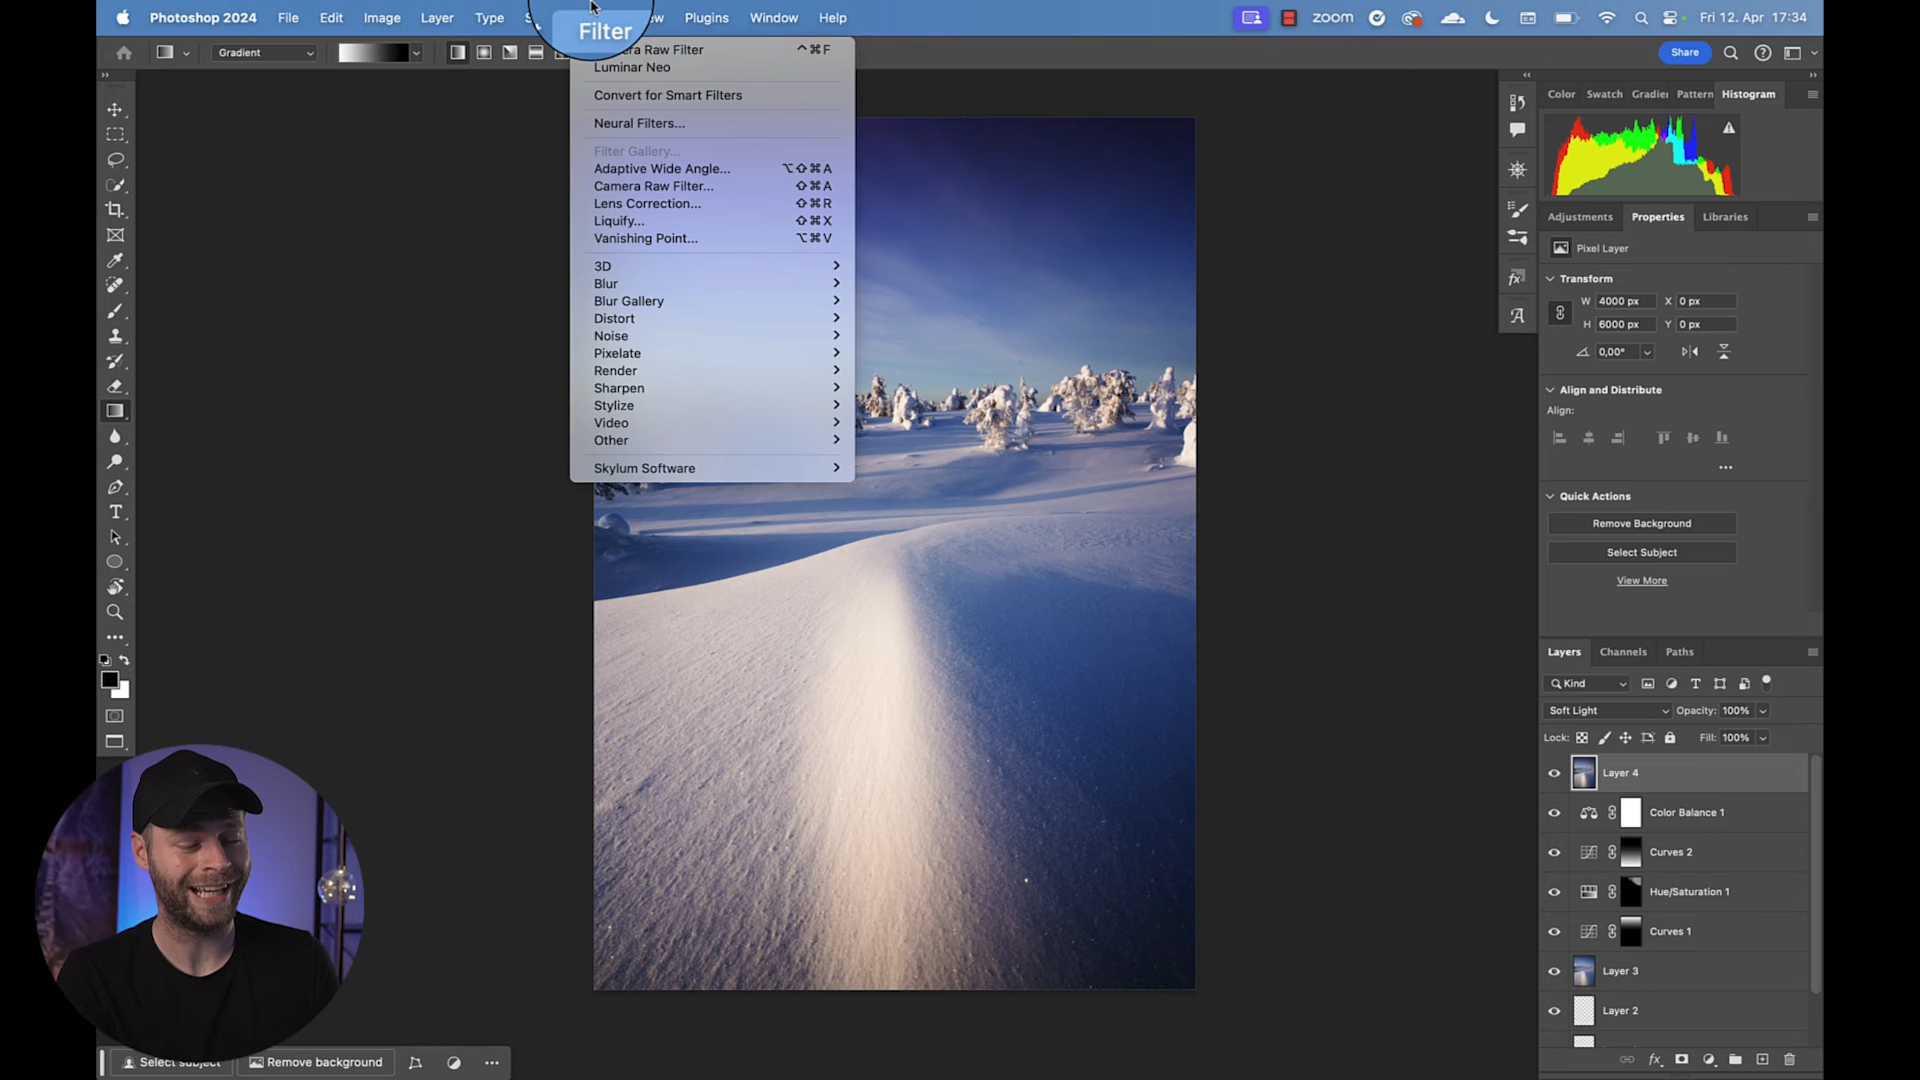 Photoshop 2024 File Edit Image Layer Type Filter Plugins Window Help zoom Fri 12. Apr 17:34
Gradient
Share
Raw Filter ^⌘F
Luminar Neo
Convert for Smart Filters
Neural Filters...
Filter Gallery...
Adaptive Wide Angle... ⌥⇧⌘A
Camera Raw Filter... ⇧⌘A
Lens Correction... ⇧⌘R
Liquify... ⇧⌘X
Vanishing Point... ⌥⌘V
3D
Blur
Blur Gallery
Distort
Noise
Pixelate
Render
Sharpen
Stylize
Video
Other
Skylum Software
Color Swatch Gradier Pattern Histogram
Adjustments Properties Libraries
Pixel Layer
Transform
W 4000 px X 0 px
H 6000 px Y 0 px
0,00°
Align and Distribute
Align:
Quick Actions
Remove Background
Select Subject
View More
Layers Channels Paths
Kind
Soft Light Opacity: 100%
Lock: Fill: 100%
Layer 4
Color Balance 1
Curves 2
Hue/Saturation 1
Curves 1
Layer 3
Layer 2
fx
Select subject Remove background